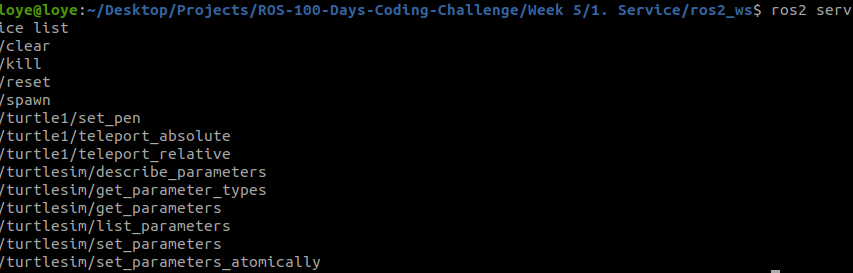 loye@loye:~/Desktop/Projects/ROS-100-Days-Coding-Challenge/Week 5/1. Service/ros2_ws$ ros2 serv
ice list
/clear
/kill
/reset
/spawn
/turtle1/set_pen
/turtle1/teleport_absolute
/turtle1/teleport_relative
/turtlesim/describe_parameters
/turtlesim/get_parameter_types
/turtlesim/get_parameters
/turtlesim/list_parameters
/turtlesim/set_parameters
/turtlesim/set_parameters_atomically